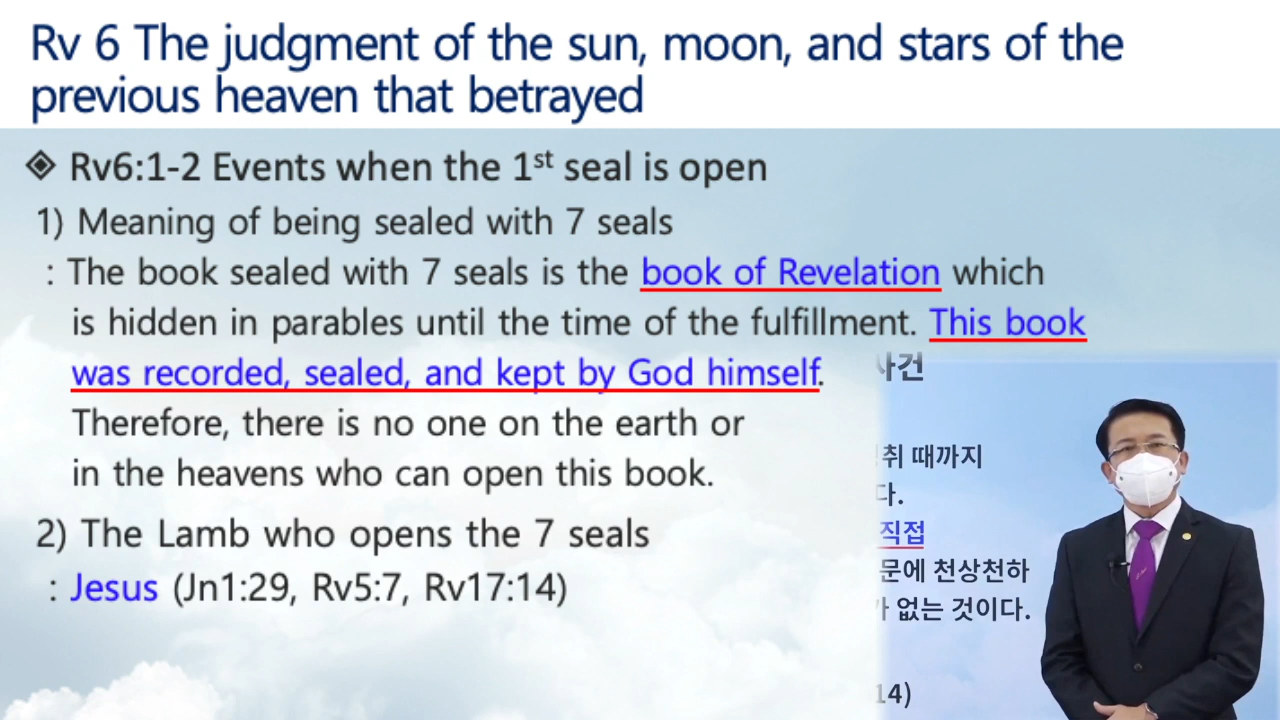 Rv 6 The judgment of the sun, moon, and stars of the
previous heaven that betrayed
Rv6:1-2 Events when the 1st seal is open
1) Meaning of being sealed with 7 seals
: The book sealed with 7 seals is the book of Revelation which
is hidden in parables until the time of the fulfillment. This book
was recorded, sealed, and kept by God himself.
Therefore, there is no one on the earth or
in the heavens who can open this book.
2) The Lamb who opens the 7 seals
: Jesus (Jn1:29, Rv5:7, Rv17:14)
사건
때까지
다.
직접
문에 천상천하
없는 것이다.
14)